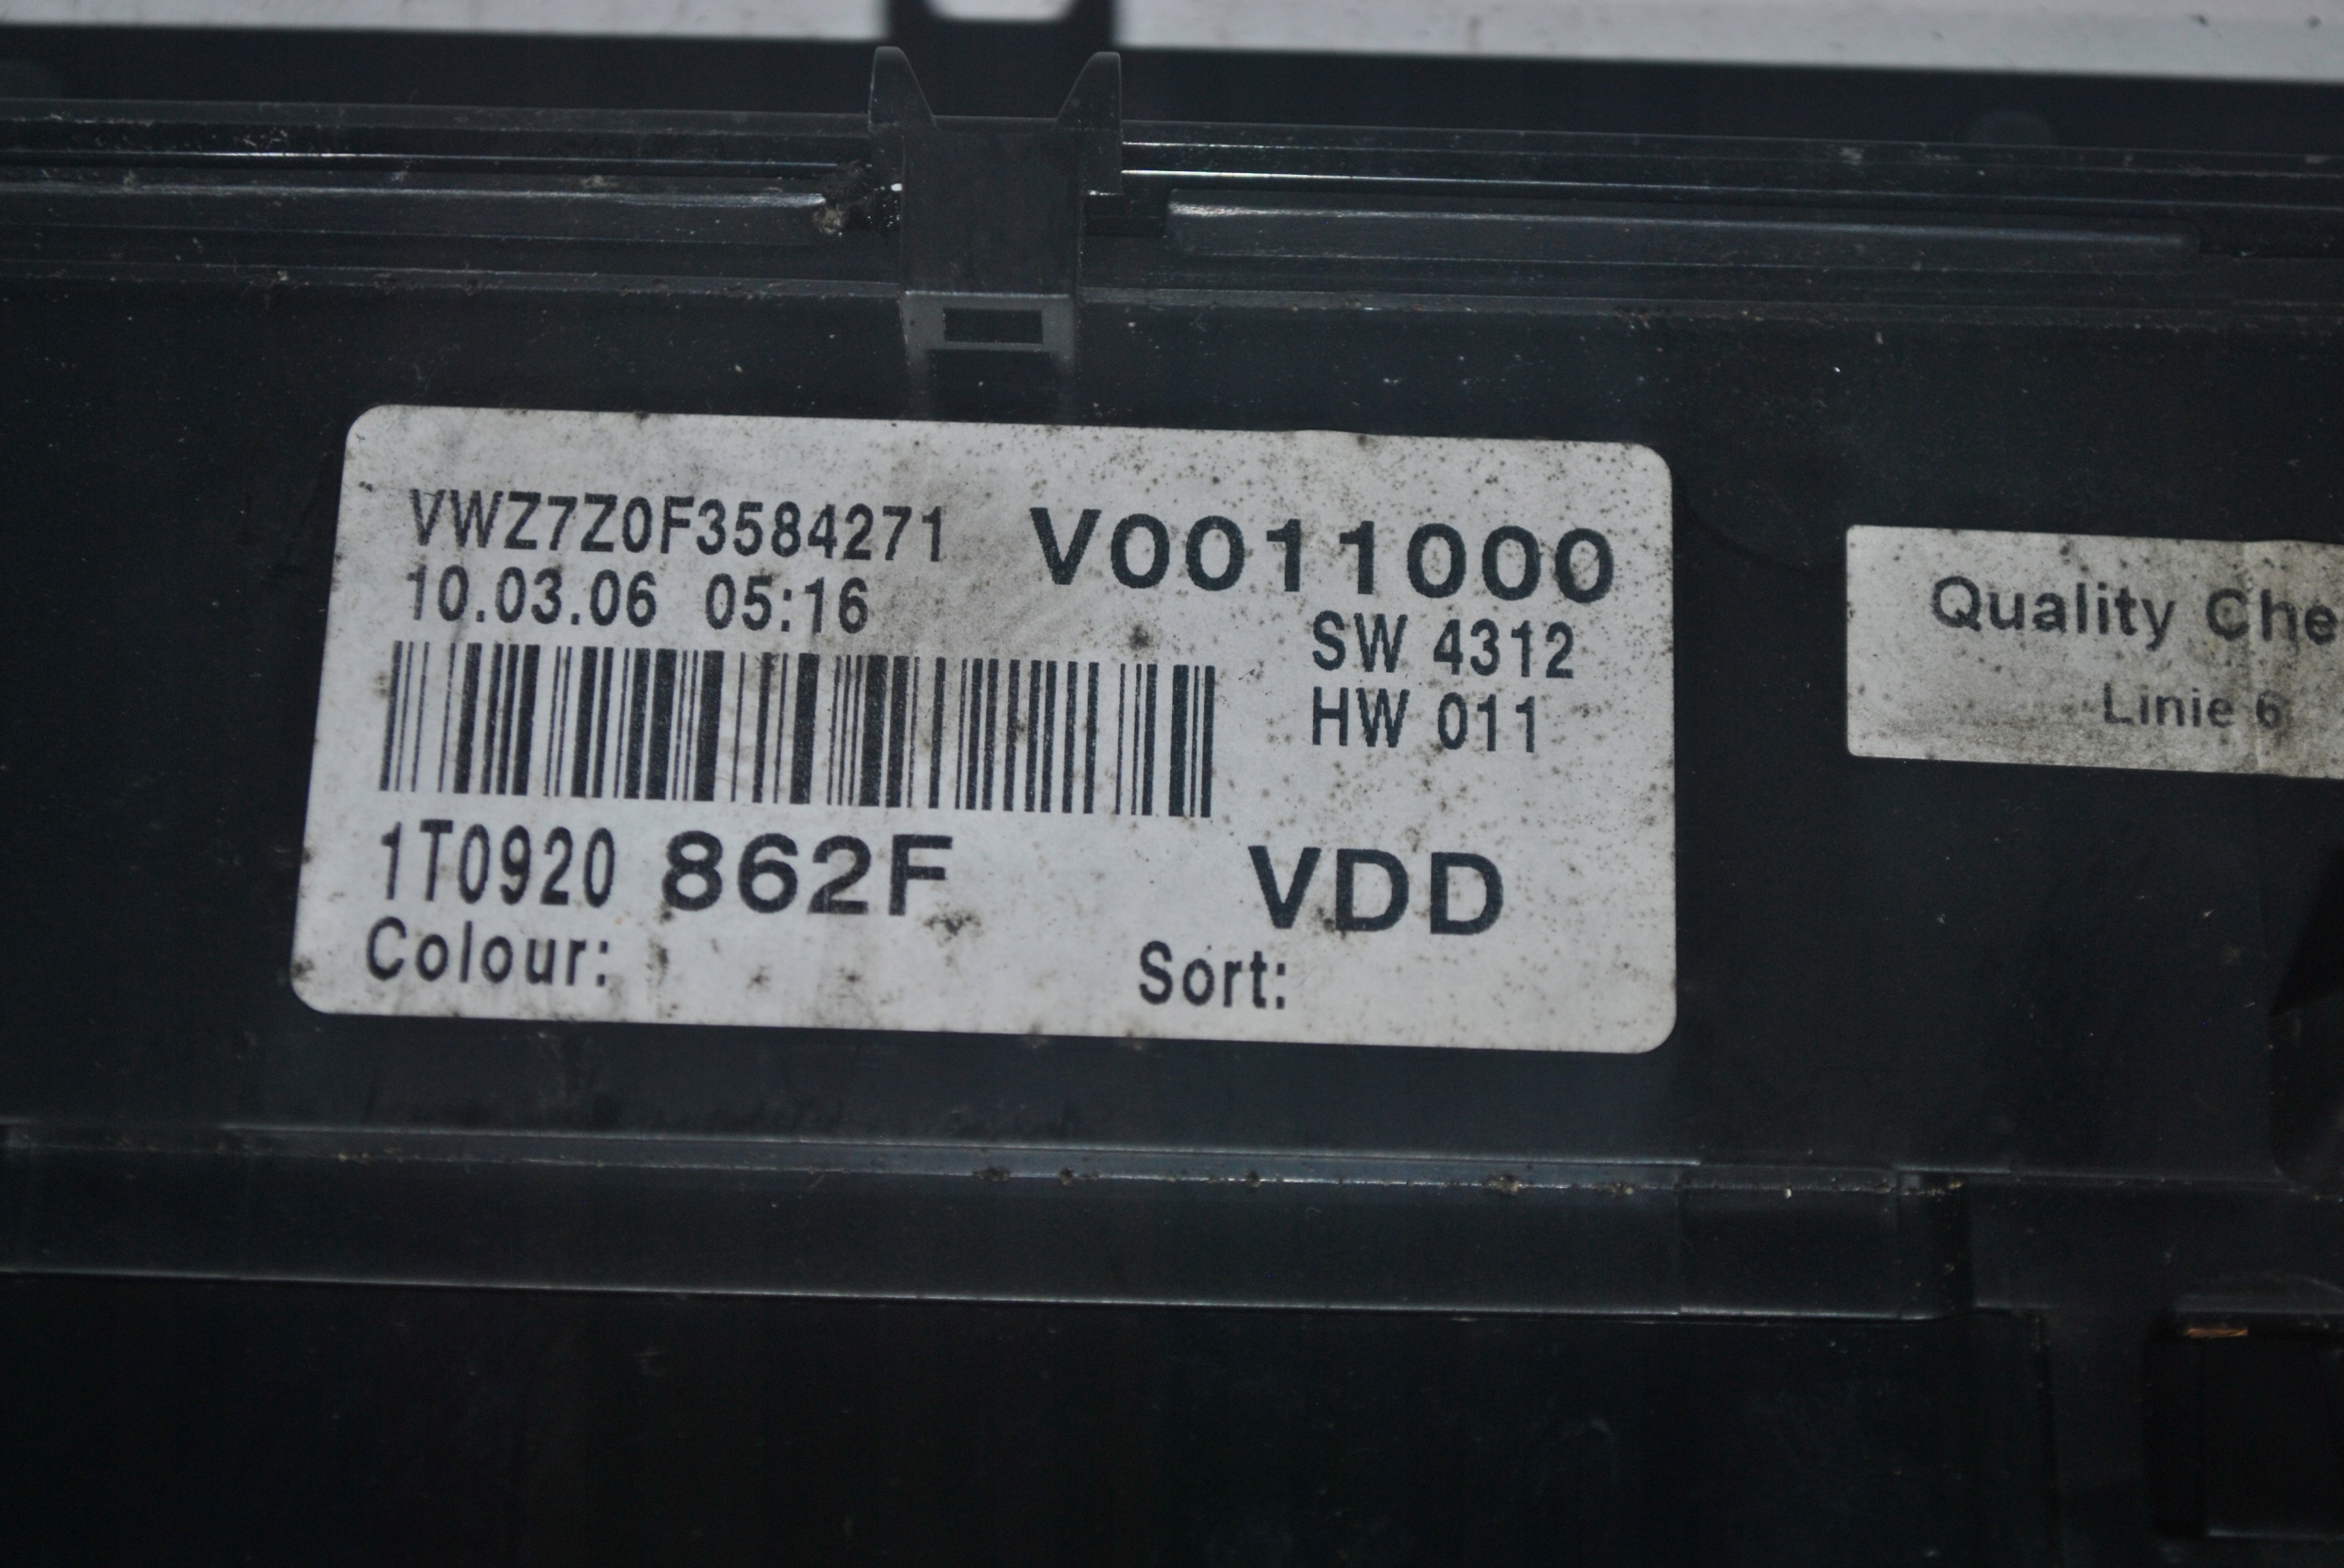 VWZ7Z0F3584271 V0011000
10.03.06 05:16
SW 4312
HW 011
1T0920 862F VDD
Colour: Sort:
Quality Che
Linie 6